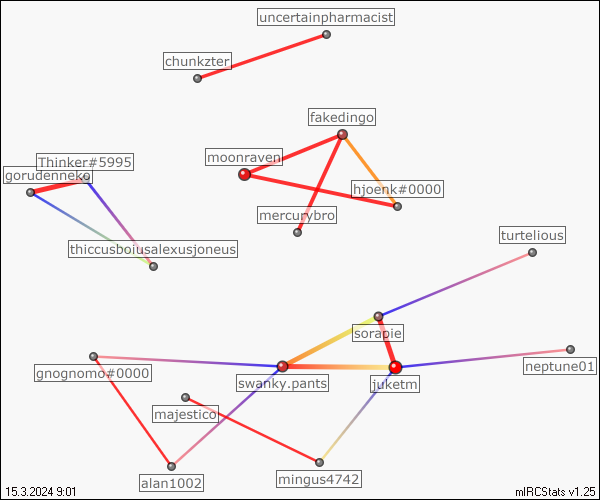 uncertainpharmacist
chunkzter
fakedingo
moonraven
Thinker#5995
gorudenneko
hjoenk#0000
mercurybro
turtelious
thiccusboiusalexusjoneus
sorapie
neptune01
gnognomo#0000
swanky.pants
juketm
majestico
mingus4742
alan1002
15.3.2024 9:01
mIRCStats v1.25